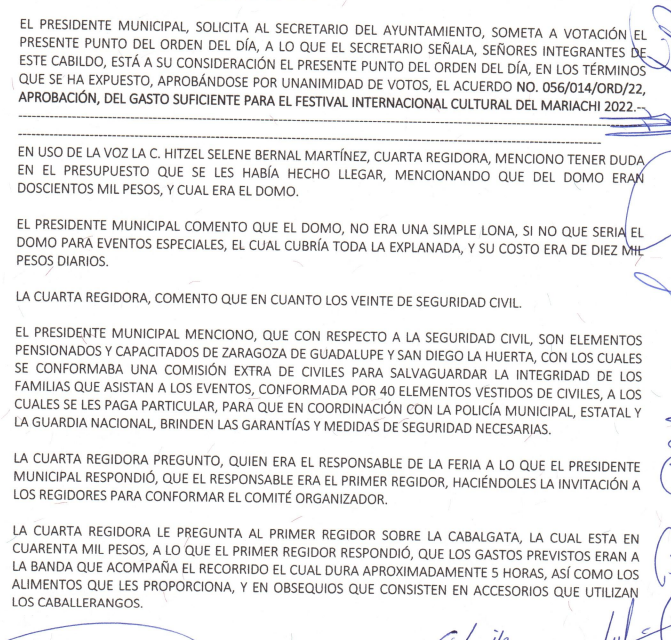 EL PRESIDENTE MUNICIPAL, SOLICITA AL SECRETARIO DEL AYUNTAMIENTO, SOMETA A VOTACIÓN EL
PRESENTE PUNTO DEL ORDEN DEL DÍA, A LO QUE EL SECRETARIO SEÑALA, SEÑORES INTEGRANTES DE
ESTE CABILDO, ESTÁ A SU CONSIDERACIÓN EL PRESENTE PUNTO DEL ORDEN DEL DÍA, EN LOS TÉRMINOS
QUE SE HA EXPUESTO, APROBÁNDOSE POR UNANIMIDAD DE VOTOS, EL ACUERDO NO. 056/014/ORD/22,
APROBACIÓN, DEL GASTO SUFICIENTE PARA EL FESTIVAL INTERNACIONAL CULTURAL DEL MARIACHI 2022.--
EN USO DE LA VOZ LA C. HITZEL SELENE BERNAL MARTÍNEZ, CUARTA REGIDORA, MENCIONO TENER DUDA
EN EL PRESUPUESTO QUE SE LES HABÍA HECHO LLEGAR, MENCIONANDO QUE DEL DOMO ERAN
DOSCIENTOS MIL PESOS, Y CUAL ERA EL DOMO.
EL PRESIDENTE MUNICIPAL COMENTO QUE EL DOMO, NO ERA UNA SIMPLE LONA, SI NO QUE SERIA EL
DOMO PARA EVENTOS ESPECIALES, EL CUAL CUBRÍA TODA LA EXPLANADA, Y SU COSTO ERA DE DIEZ MIL
PESOS DIARIOS.
LA CUARTA REGIDORA, COMENTO QUE EN CUANTO LOS VEINTE DE SEGURIDAD CIVIL.
EL PRESIDENTE MUNICIPAL MENCIONO, QUE CON RESPECTO A LA SEGURIDAD CIVIL, SON ELEMENTOS
PENSIONADOS Y CAPACITADOS DE ZARAGOZA DE GUADALUPE Y SAN DIEGO LA HUERTA, CON LOS CUALES
SE CONFORMABA UNA COMISIÓN EXTRA DE CIVILES PARA SALVAGUARDAR LA INTEGRIDAD DE LOS
FAMILIAS QUE ASISTAN A LOS EVENTOS, CONFORMADA POR 40 ELEMENTOS VESTIDOS DE CIVILES, A LOS
CUALES SE LES PAGA PARTICULAR, PARA QUE EN COORDINACIÓN CON LA POLICÍA MUNICIPAL, ESTATAL Y
LA GUARDIA NACIONAL, BRINDEN LAS GARANTÍAS Y MEDIDAS DE SEGURIDAD NECESARIAS.
LA CUARTA REGIDORA PREGUNTO, QUIEN ERA EL RESPONSABLE DE LA FERIA A LO QUE EL PRESIDENTE
MUNICIPAL RESPONDIÓ, QUE EL RESPONSABLE ERA EL PRIMER REGIDOR, HACIÉNDOLES LA INVITACIÓN A
LOS REGIDORES PARA CONFORMAR EL COMITÉ ORGANIZADOR.
LA CUARTA REGIDORA LE PREGUNTA AL PRIMER REGIDOR SOBRE LA CABALGATA, LA CUAL ESTA EN
CUARENTA MIL PESOS, A LO QUE EL PRIMER REGIDOR RESPONDIÓ, QUE LOS GASTOS PREVISTOS ERAN A
LA BANDA QUE ACOMPAÑA EL RECORRIDO EL CUAL DURA APROXIMADAMENTE 5 HORAS, ASÍ COMO LOS
ALIMENTOS QUE LES PROPORCIONA, Y EN OBSEQUIOS QUE CONSISTEN EN ACCESORIOS QUE UTILIZAN
LOS CABALLERANGOS.